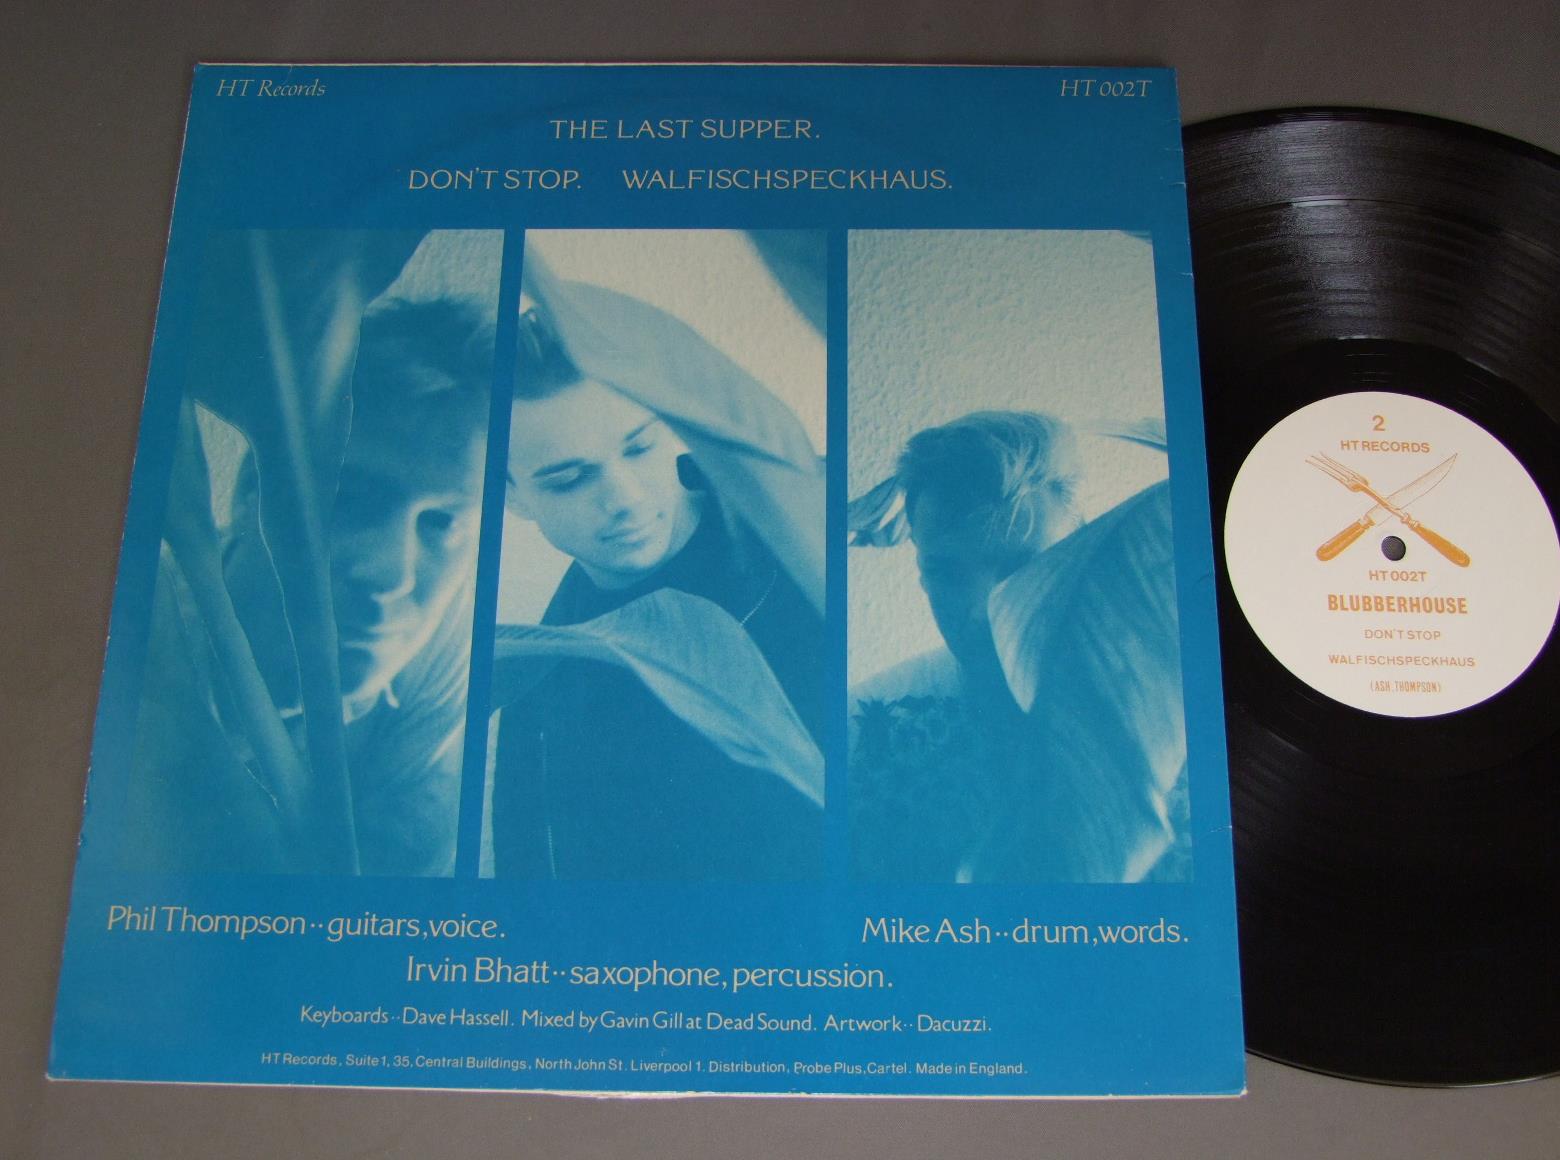 HT Records
HT 002T
THE LAST SUPPER.
DON'T STOP. WALFISCHSPECKHAUS.
Phil Thompson··guitars,voice.
Mike Ash··drum,words.
Irvin Bhatt··saxophone, percussion.
Keyboards··Dave Hassell. Mixed by Gavin Gill at Dead Sound. Artwork·· Dacuzzi.
HT Records, Suite 1, 35, Central Buildings, North John St. Liverpool 1. Distribution, Probe Plus, Cartel. Made in England.
2
HT RECORDS
HT 002T
BLUBBERHOUSE
DON'T STOP
WALFISCHSPECKHAUS
(ASH, THOMPSON)